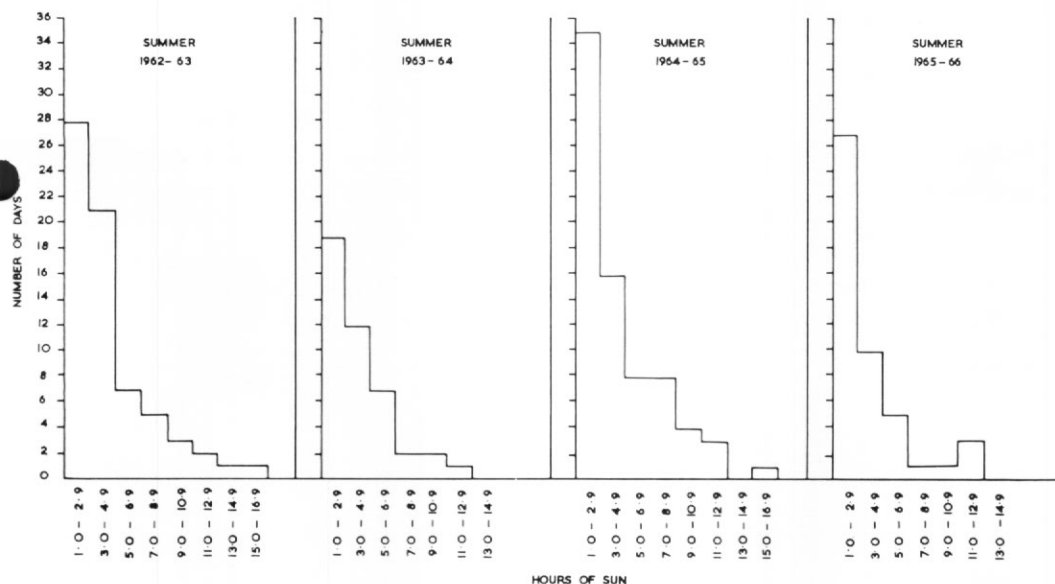 NUMBER OF DAYS
36
34
32
30
28
26
24
22
20
18
16
14
12
10
8
6
4
2
0
SUMMER
1962-63
1·0 - 2·9
3·0 - 4·9
5·0 - 6·9
7·0 - 8·9
9·0 - 10·9
11·0 - 12·9
13·0 - 14·9
15·0 - 16·9
SUMMER
1963-64
1·0 - 2·9
3·0 - 4·9
5·0 - 6·9
7·0 - 8·9
9·0 - 10·9
11·0 - 12·9
13·0 - 14·9
SUMMER
1964-65
1·0 - 2·9
3·0 - 4·9
5·0 - 6·9
7·0 - 8·9
9·0 - 10·9
11·0 - 12·9
13·0 - 14·9
15·0 - 16·9
SUMMER
1965-66
1·0 - 2·9
3·0 - 4·9
5·0 - 6·9
7·0 - 8·9
9·0 - 10·9
11·0 - 12·9
13·0 - 14·9
HOURS OF SUN